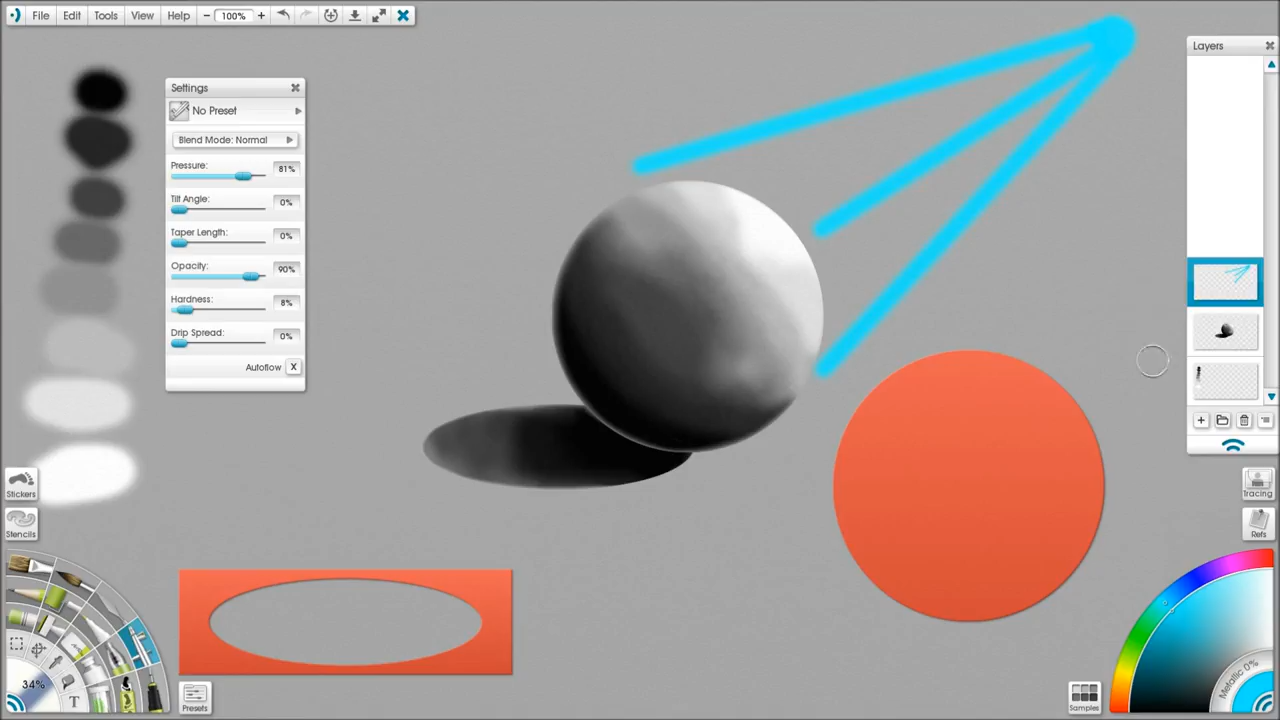 File Edit Tools View Help − 100% +
Layers
Settings
No Preset
Blend Mode: Normal
Pressure: 81%
Tilt Angle: 0%
Taper Length: 0%
Opacity: 90%
Hardness: 8%
Drip Spread: 0%
Autoflow X
Stickers
Stencils
Tracing
Refs
34%
T
Presets
Samples
Metallic 0%